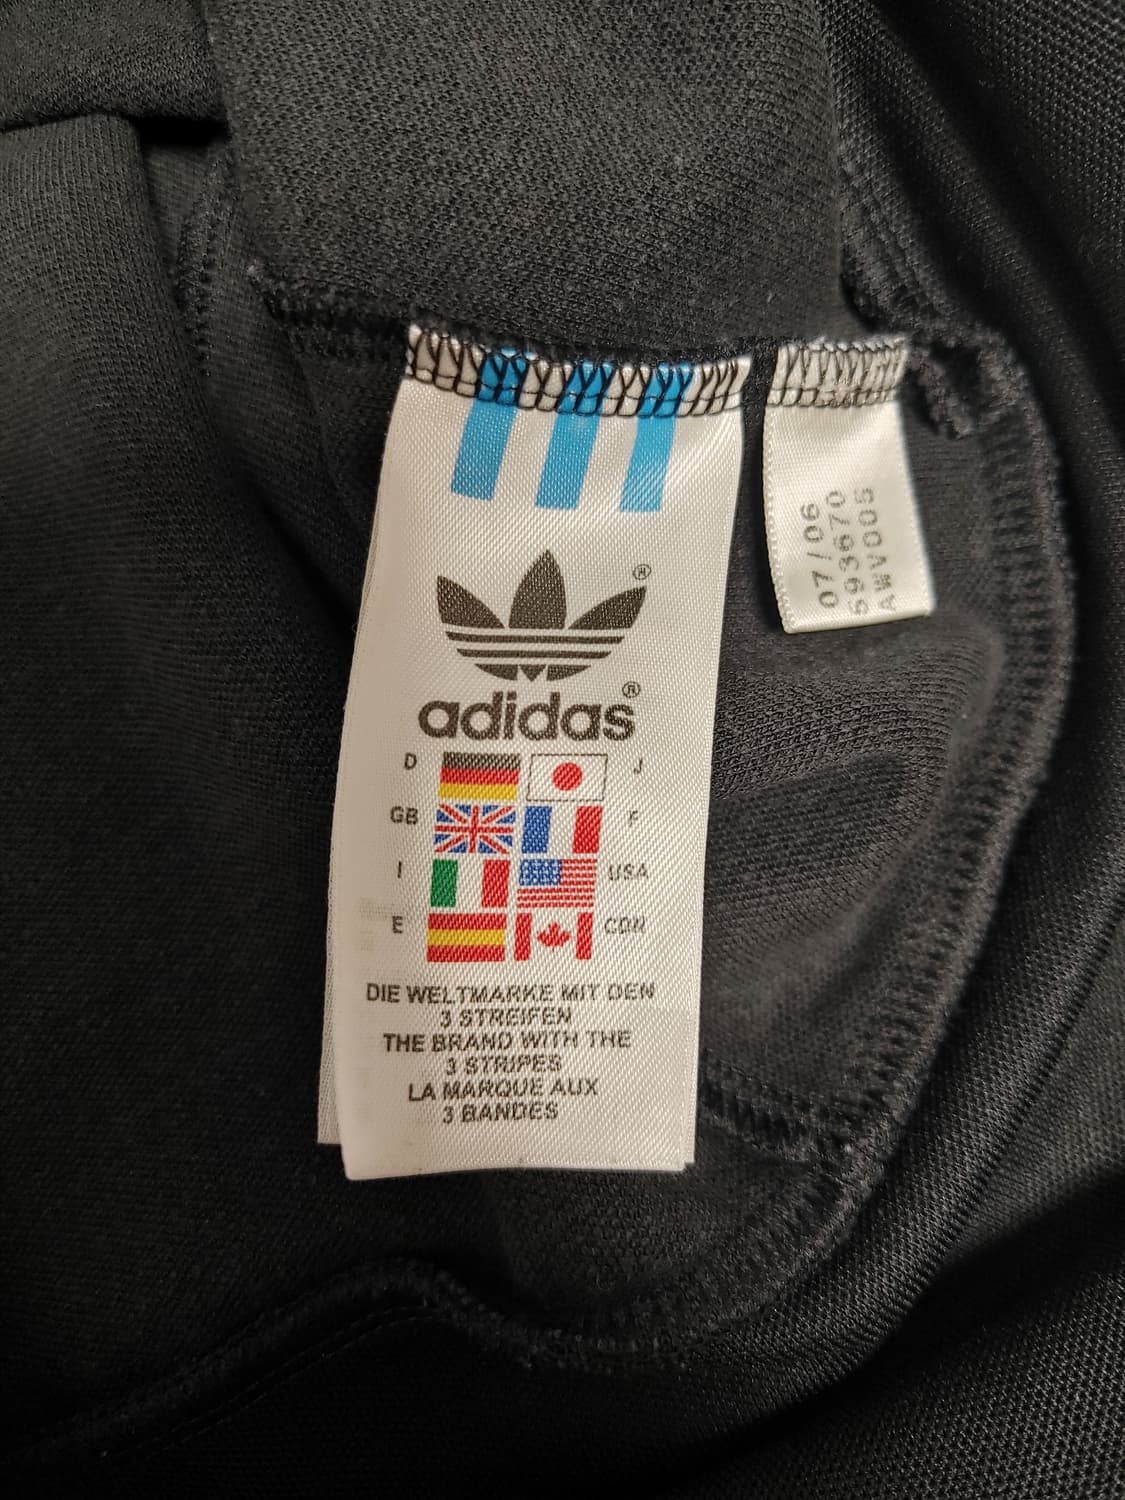 ®
adidas®
D J
GB F
I USA
E CDN
DIE WELTMARKE MIT DEN
3 STREIFEN
THE BRAND WITH THE
3 STRIPES
LA MARQUE AUX
3 BANDES
07/06
593670
AWV005